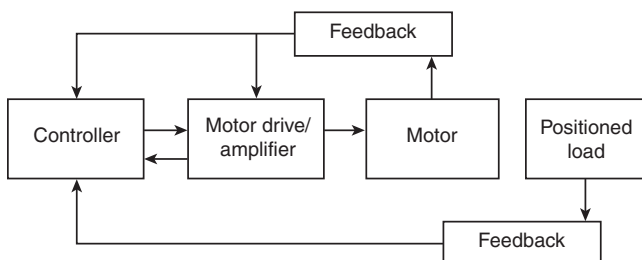 Feedback
Controller
Motor drive/
amplifier
Motor
Positioned
load
Feedback